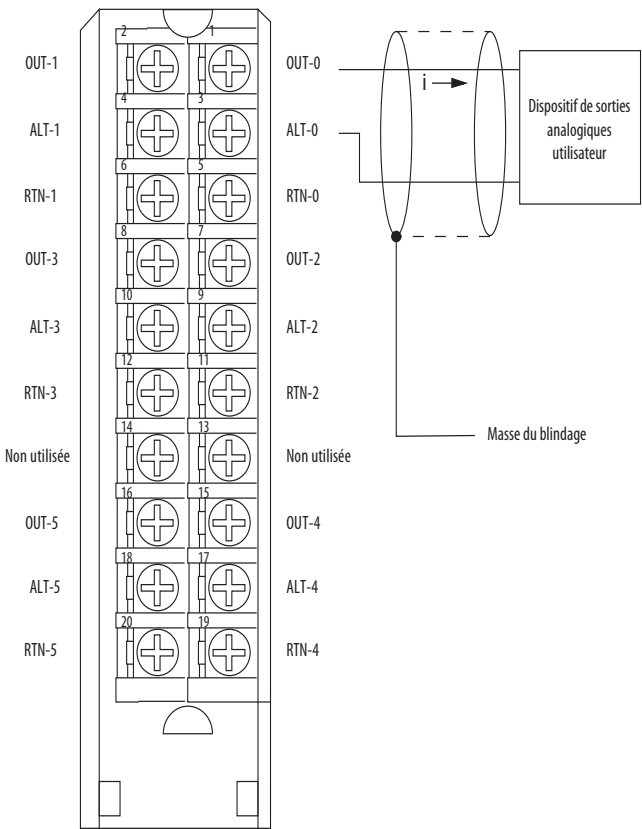 2 1
OUT-1
OUT-0
i
Dispositif de sorties
analogiques
utilisateur
4 3
ALT-1
ALT-0
6 5
RTN-1
RTN-0
8 7
OUT-3
OUT-2
10 9
ALT-3
ALT-2
12 11
RTN-3
RTN-2
14 13
Masse du blindage
Non utilisée
Non utilisée
16 15
OUT-5
OUT-4
18 17
ALT-5
ALT-4
20 19
RTN-5
RTN-4